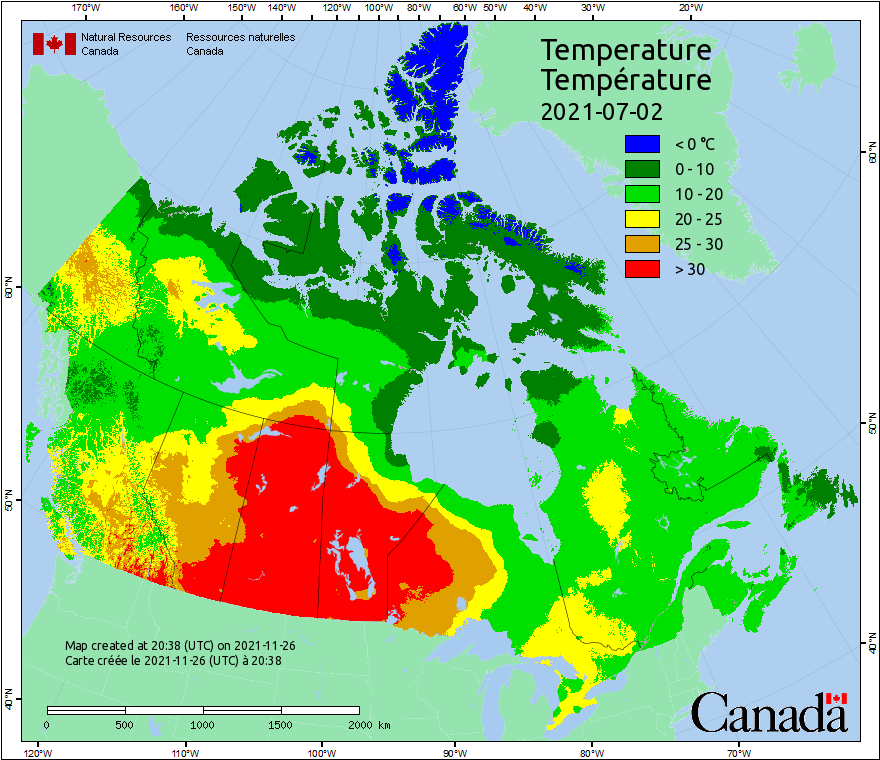 170°W 160°W 150°W 140°W 120°W 100°W 80°W 60°W 50°W 40°W 30°W 20°W
Natural Resources Ressources naturelles
Canada Canada
Temperature
Température
2021-07-02
< 0 °C
0 - 10
10 - 20
20 - 25
25 - 30
> 30
60°N
60°N
50°N
50°N
40°N
40°N
Map created at 20:38 (UTC) on 2021-11-26
Carte créée le 2021-11-26 (UTC) à 20:38
0 500 1000 1500 2000 km
Canada
120°W 110°W 100°W 90°W 80°W 70°W